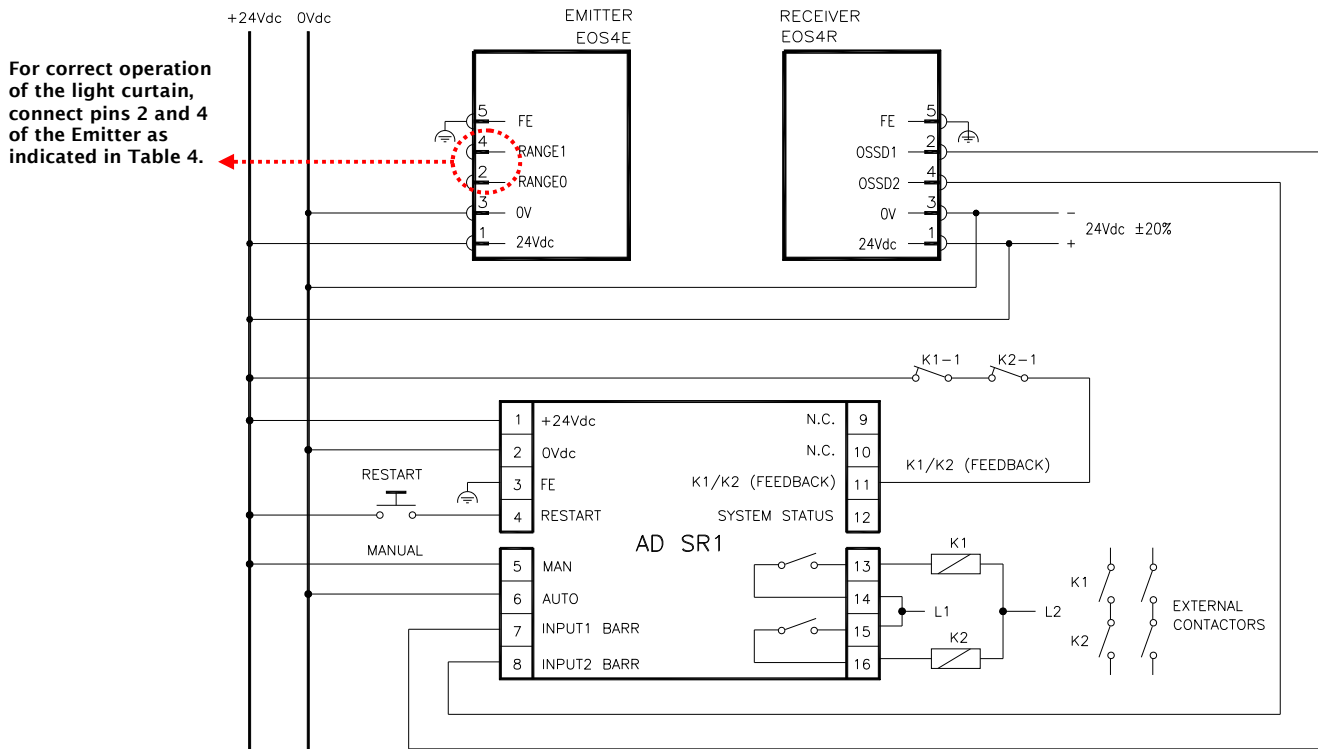 +24Vdc 0Vdc
For correct operation
of the light curtain,
connect pins 2 and 4
of the Emitter as
indicated in Table 4.
EMITTER
EOS4E
5 FE
4 RANGE1
2 RANGE0
3 0V
1 24Vdc
RECEIVER
EOS4R
FE 5
OSSD1 2
OSSD2 4
0V 3
24Vdc 1
−
24Vdc ±20%
+
K1-1 K2-1
1 +24Vdc
2 0Vdc
3 FE
4 RESTART
RESTART
N.C. 9
N.C. 10
K1/K2 (FEEDBACK) 11
SYSTEM STATUS 12
K1/K2 (FEEDBACK)
AD SR1
MANUAL
5 MAN
6 AUTO
7 INPUT1 BARR
8 INPUT2 BARR
13
14
15
16
K1
L1
K2
L2
K1
K2
EXTERNAL
CONTACTORS